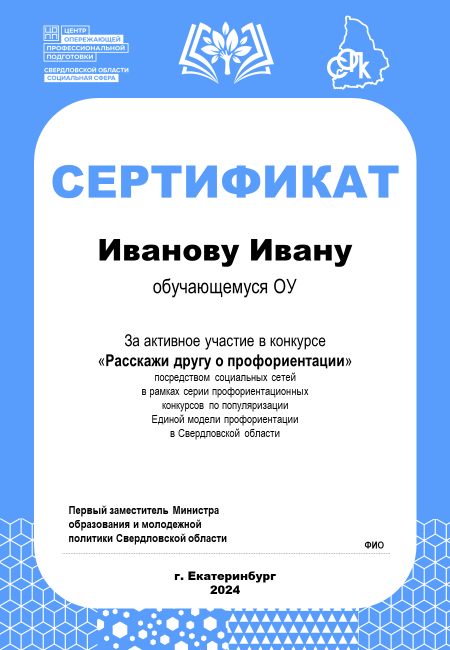 ЦЕНТР
ОПЕРЕЖАЮЩЕЙ
ПРОФЕССИОНАЛЬНОЙ
ПОДГОТОВКИ
СВЕРДЛОВСКОЙ ОБЛАСТИ
СОЦИАЛЬНАЯ СФЕРА
СФПК
СЕРТИФИКАТ
Иванову Ивану
обучающемуся ОУ
За активное участие в конкурсе
«Расскажи другу о профориентации»
посредством социальных сетей
в рамках серии профориентационных
конкурсов по популяризации
Единой модели профориентации
в Свердловской области
Первый заместитель Министра
образования и молодежной
политики Свердловской области
ФИО
г. Екатеринбург
2024